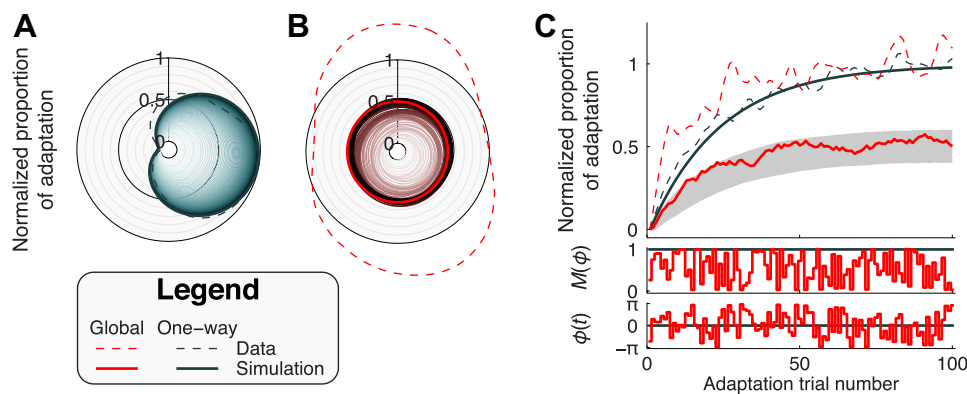 A
Normalized proportion
of adaptation
1
0.5
0
B
1
0.5
0
Legend
Global One−way
Data
Simulation
C
Normalized proportion
of adaptation
1
0.5
0
M(ϕ)
1
0
ϕ(t)
π
0
−π
0 50 100
Adaptation trial number